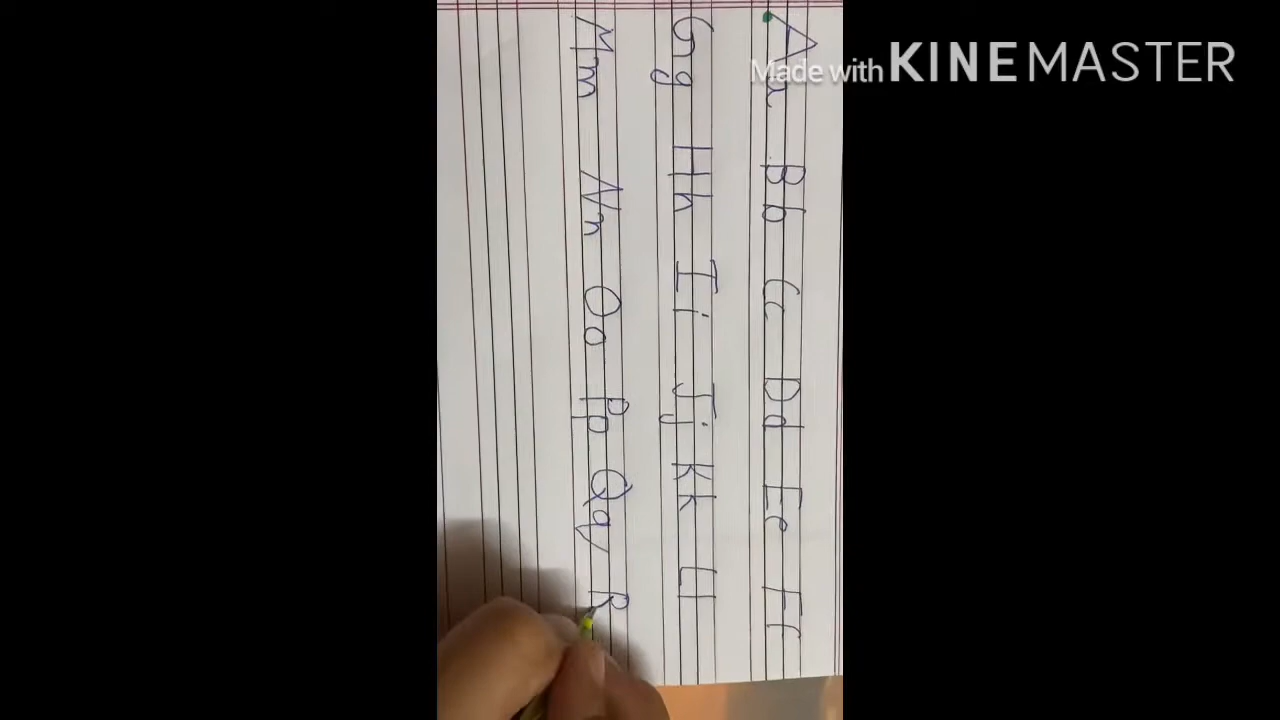 Made with KINEMASTER
Aa Bb Cc Dd Ee Ff
Gg Hh Ii Jj Kk Ll
Mm Nn Oo Pp Qq R